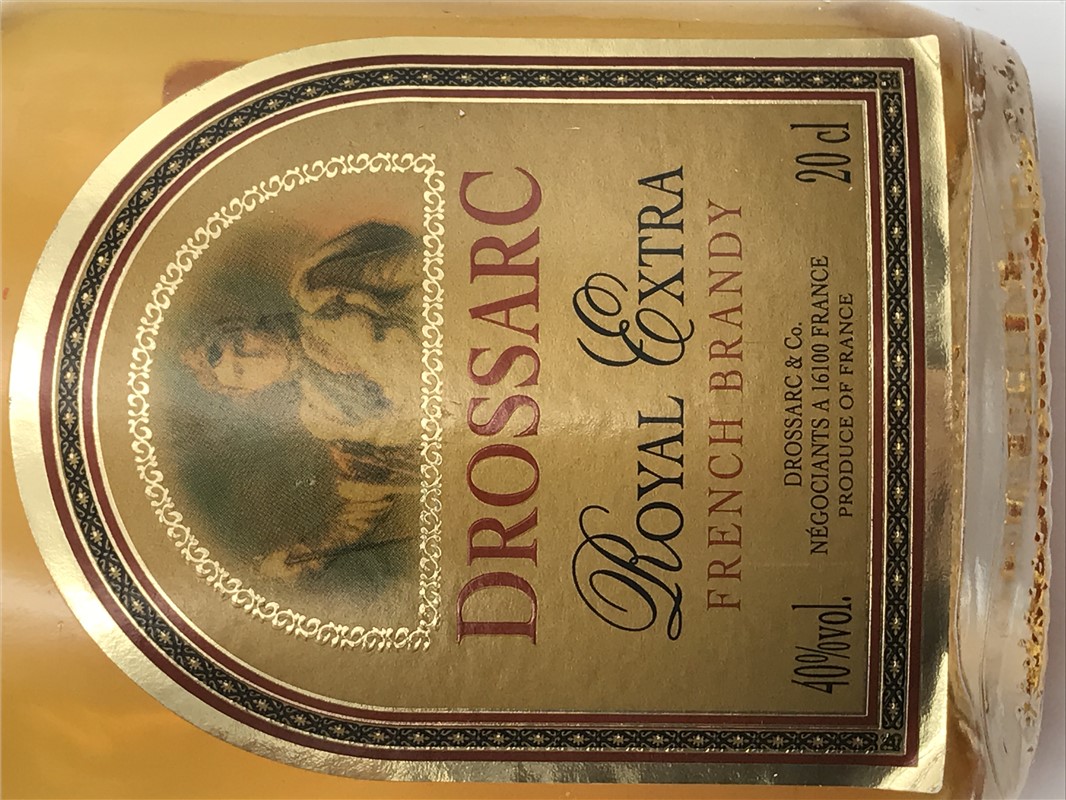 DROSSARC
ROYAL EXTRA
FRENCH BRANDY
DROSSARC & Co.
40%vol. NÉGOCIANTS A 16100 FRANCE 20 cl
PRODUCE OF FRANCE